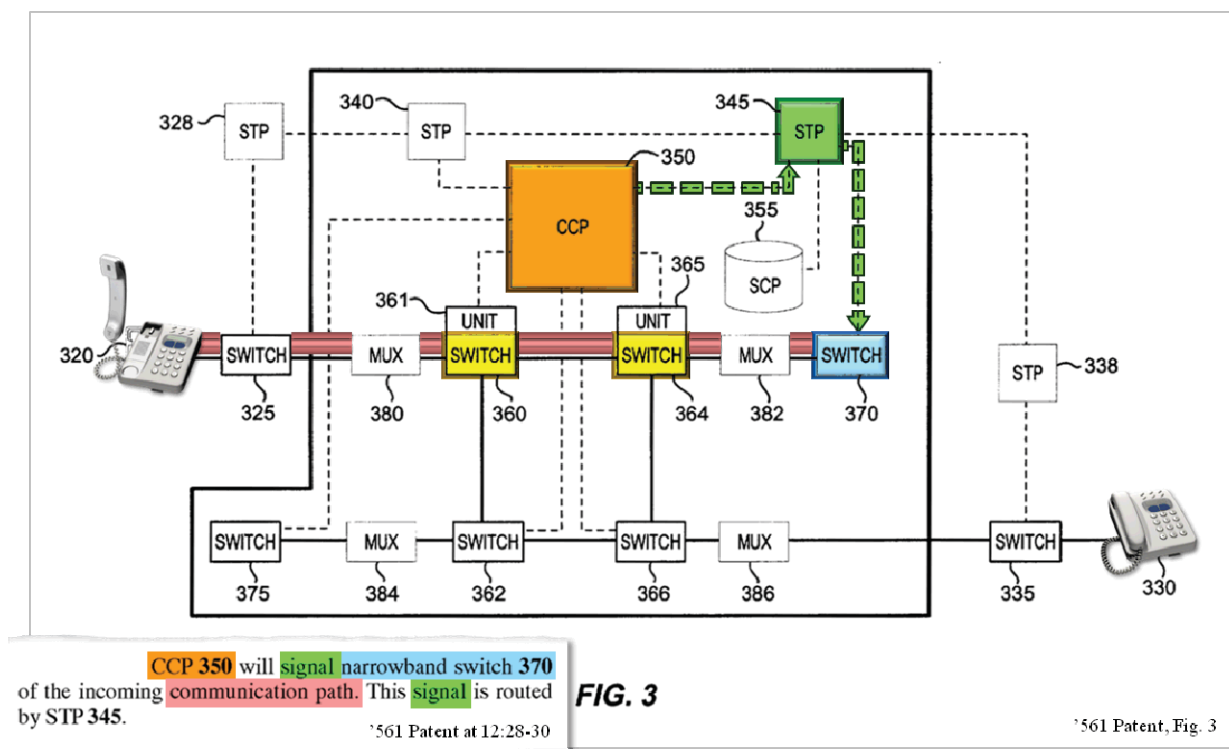 340
345
328
STP
STP
STP
350
355
CCP
365
SCP
361
UNIT
UNIT
320
SWITCH
MUX
SWITCH
SWITCH
MUX
SWITCH
STP
338
325
380
360
364
382
370
SWITCH
MUX
SWITCH
SWITCH
MUX
SWITCH
375
384
362
366
386
335
330
CCP 350 will signal narrowband switch 370
of the incoming communication path. This signal is routed
by STP 345.
'561 Patent at 12:28-30
FIG. 3
'561 Patent, Fig. 3